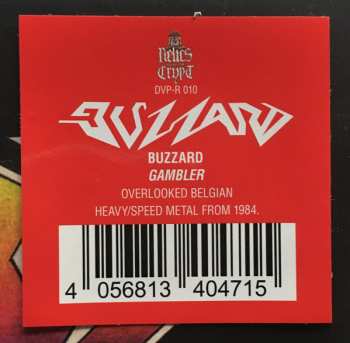 Relics
Crypt
DVP-R 010
BUZZARD
BUZZARD
GAMBLER
OVERLOOKED BELGIAN
HEAVY/SPEED METAL FROM 1984.
4 056813 404715